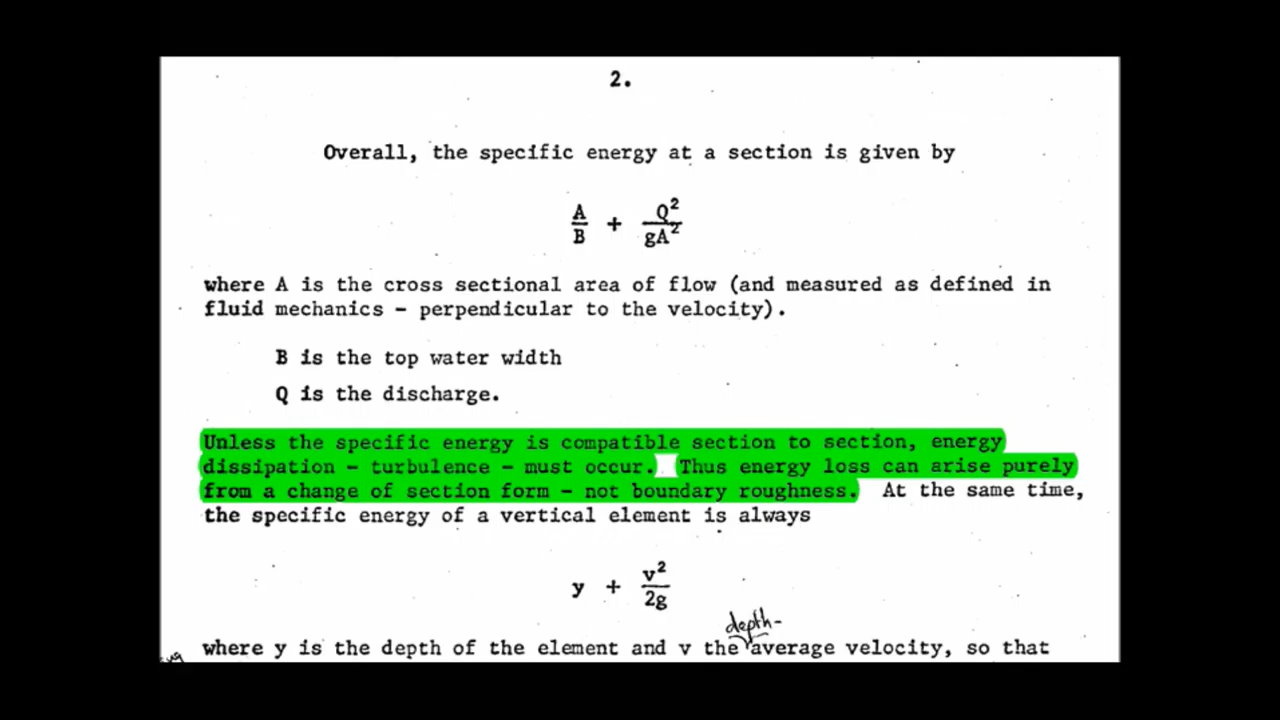 2.
Overall, the specific energy at a section is given by
A/B + Q²/gA²
where A is the cross sectional area of flow (and measured as defined in
fluid mechanics - perpendicular to the velocity).
B is the top water width
Q is the discharge.
Unless the specific energy is compatible section to section, energy
dissipation - turbulence - must occur. Thus energy loss can arise purely
from a change of section form - not boundary roughness. At the same time,
the specific energy of a vertical element is always
y + v²/2g
depth-
where y is the depth of the element and v the average velocity, so that